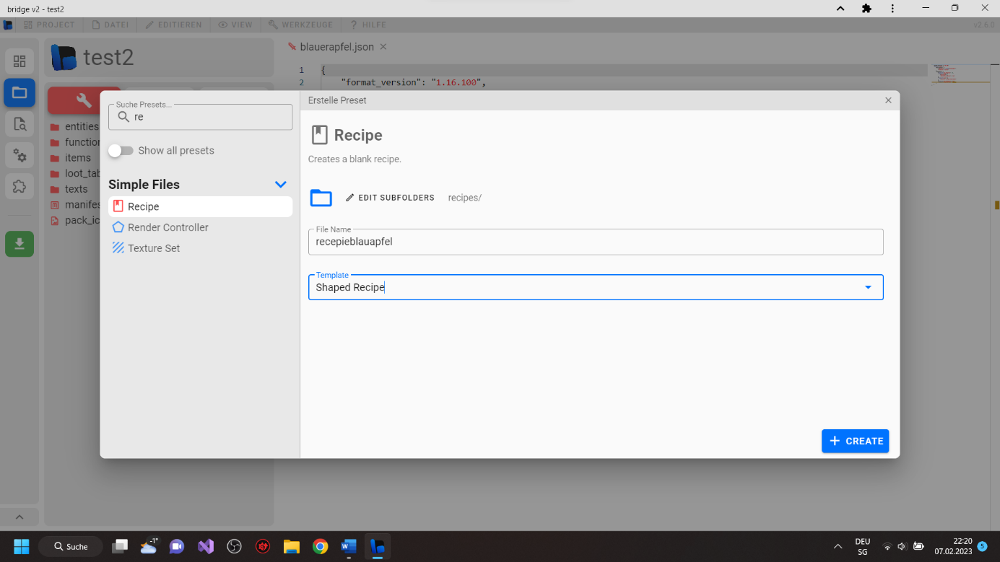 bridge v2 - test2
PROJECT DATEI EDITIEREN VIEW WERKZEUGE ? HILFE v2.6.0
test2
blauerapfel.json
1 {
2 "format_version": "1.16.100",
Suche Presets...
re
Show all presets
Simple Files
Recipe
Render Controller
Texture Set
Erstelle Preset
Recipe
Creates a blank recipe.
EDIT SUBFOLDERS recipes/
File Name
recepieblauapfel
Template
Shaped Recipe
+ CREATE
entities
function
items
loot_tab
texts
manifes
pack_ic
Suche
-1°
DEU
SG
22:20
07.02.2023
5